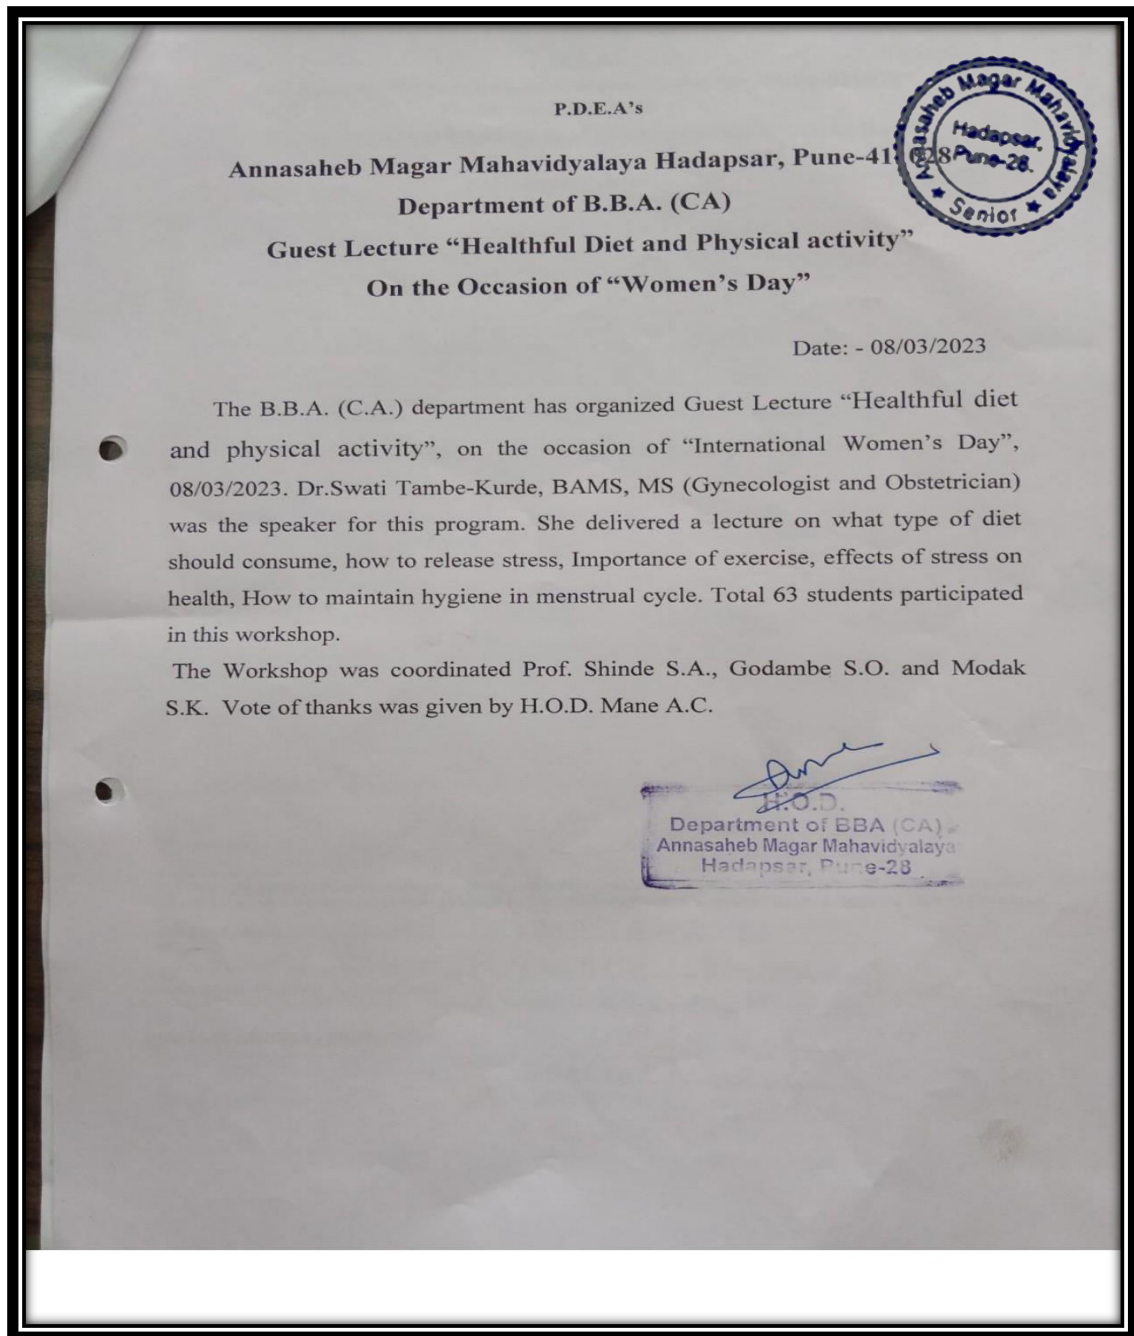 P.D.E.A's
Annasaheb Magar Mahavidyalaya Hadapsar, Pune-411028
Department of B.B.A. (CA)
Guest Lecture “Healthful Diet and Physical activity”
On the Occasion of “Women's Day”
Annasaheb Magar Mahavidyalaya
Hadapsar,
Pune-28.
★ Senior ★
Date: - 08/03/2023
The B.B.A. (C.A.) department has organized Guest Lecture “Healthful diet
and physical activity”, on the occasion of “International Women's Day”,
08/03/2023. Dr.Swati Tambe-Kurde, BAMS, MS (Gynecologist and Obstetrician)
was the speaker for this program. She delivered a lecture on what type of diet
should consume, how to release stress, Importance of exercise, effects of stress on
health, How to maintain hygiene in menstrual cycle. Total 63 students participated
in this workshop.
The Workshop was coordinated Prof. Shinde S.A., Godambe S.O. and Modak
S.K. Vote of thanks was given by H.O.D. Mane A.C.
H.O.D.
Department of BBA (CA)
Annasaheb Magar Mahavidyalaya
Hadapsar, Pune-28